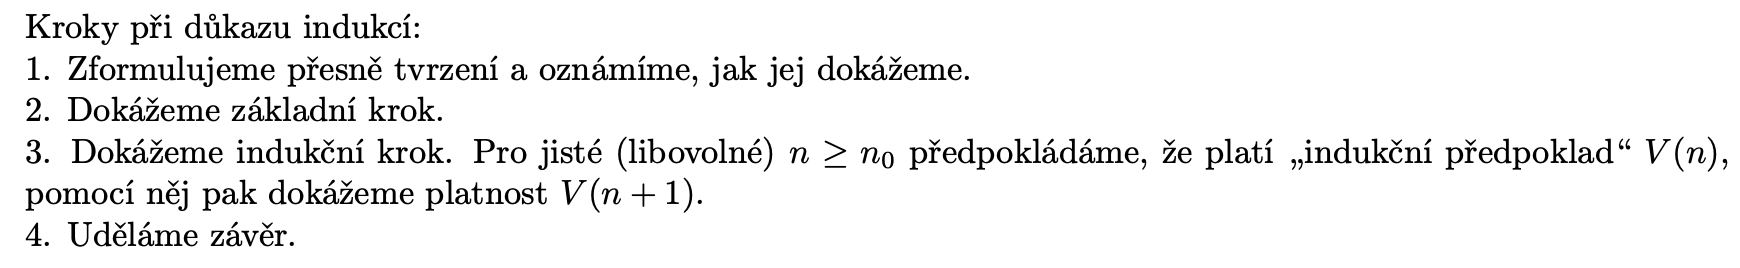 Kroky při důkazu indukcí:
1. Zformulujeme přesně tvrzení a oznámíme, jak jej dokážeme.
2. Dokážeme základní krok.
3. Dokážeme indukční krok. Pro jisté (libovolné) n ≥ n₀ předpokládáme, že platí „indukční předpoklad“ V(n),
pomocí něj pak dokážeme platnost V(n + 1).
4. Uděláme závěr.